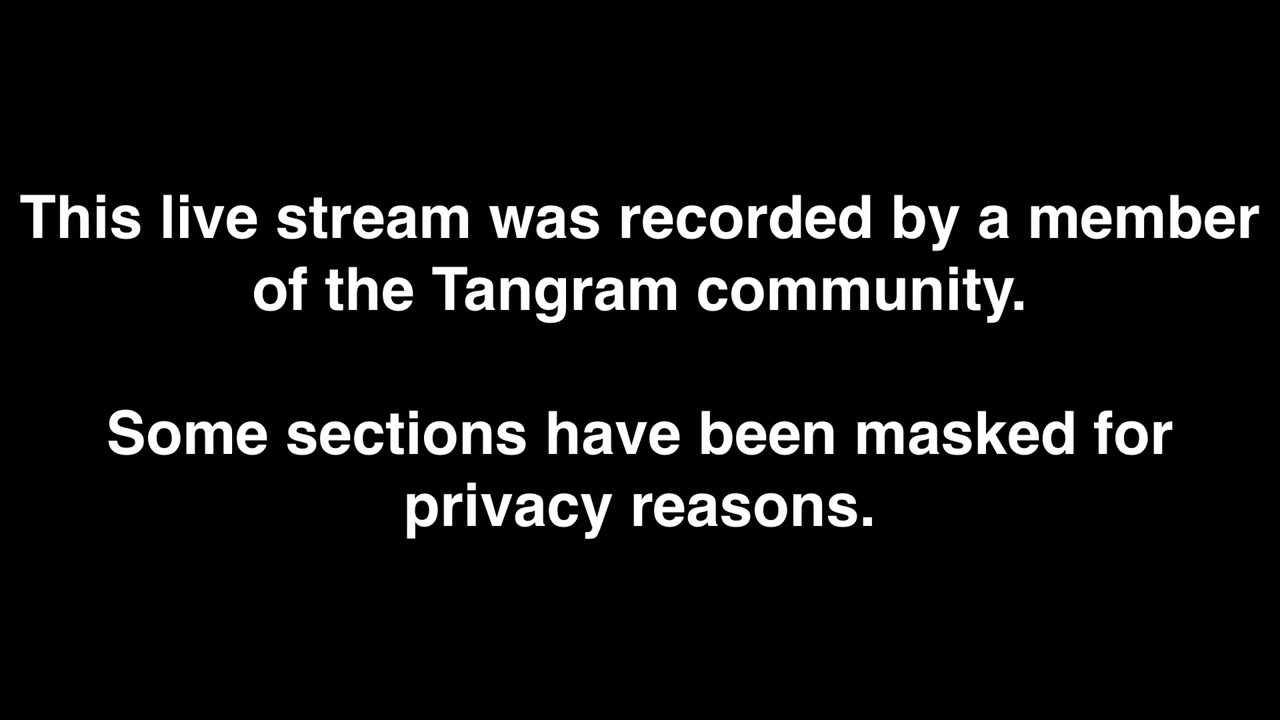 This live stream was recorded by a member
of the Tangram community.
Some sections have been masked for
privacy reasons.